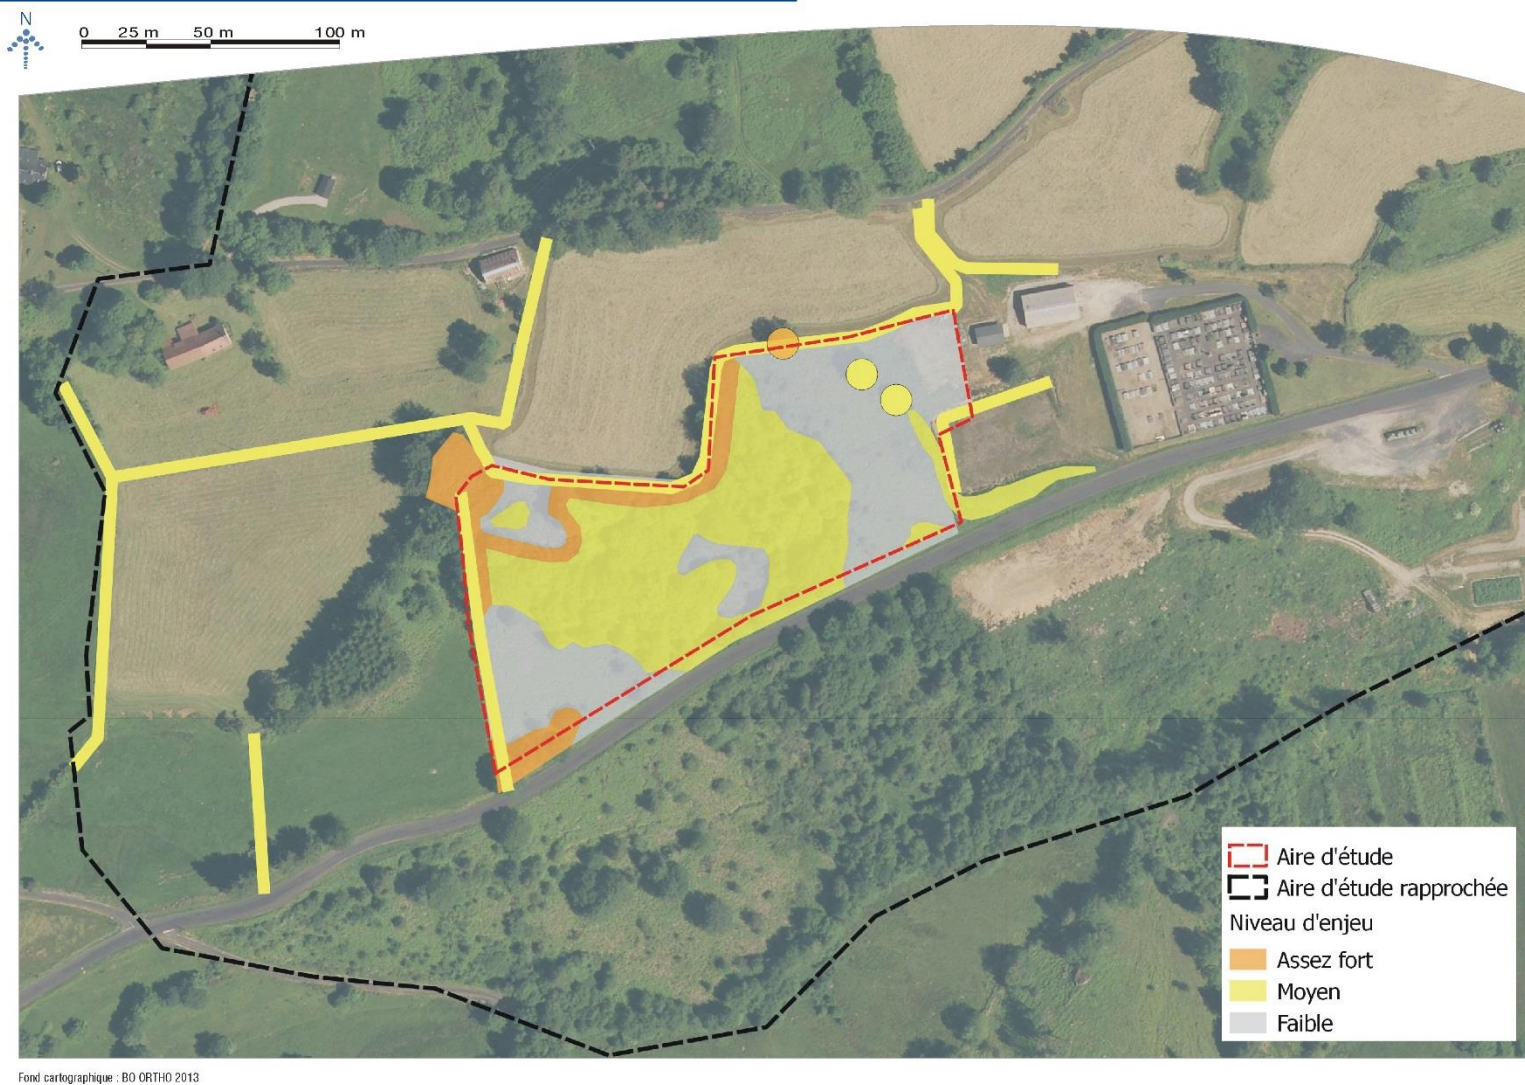 N
0 25 m 50 m 100 m
Aire d'étude
Aire d'étude rapprochée
Niveau d'enjeu
Assez fort
Moyen
Faible
Fond cartographique : BO ORTHO 2013